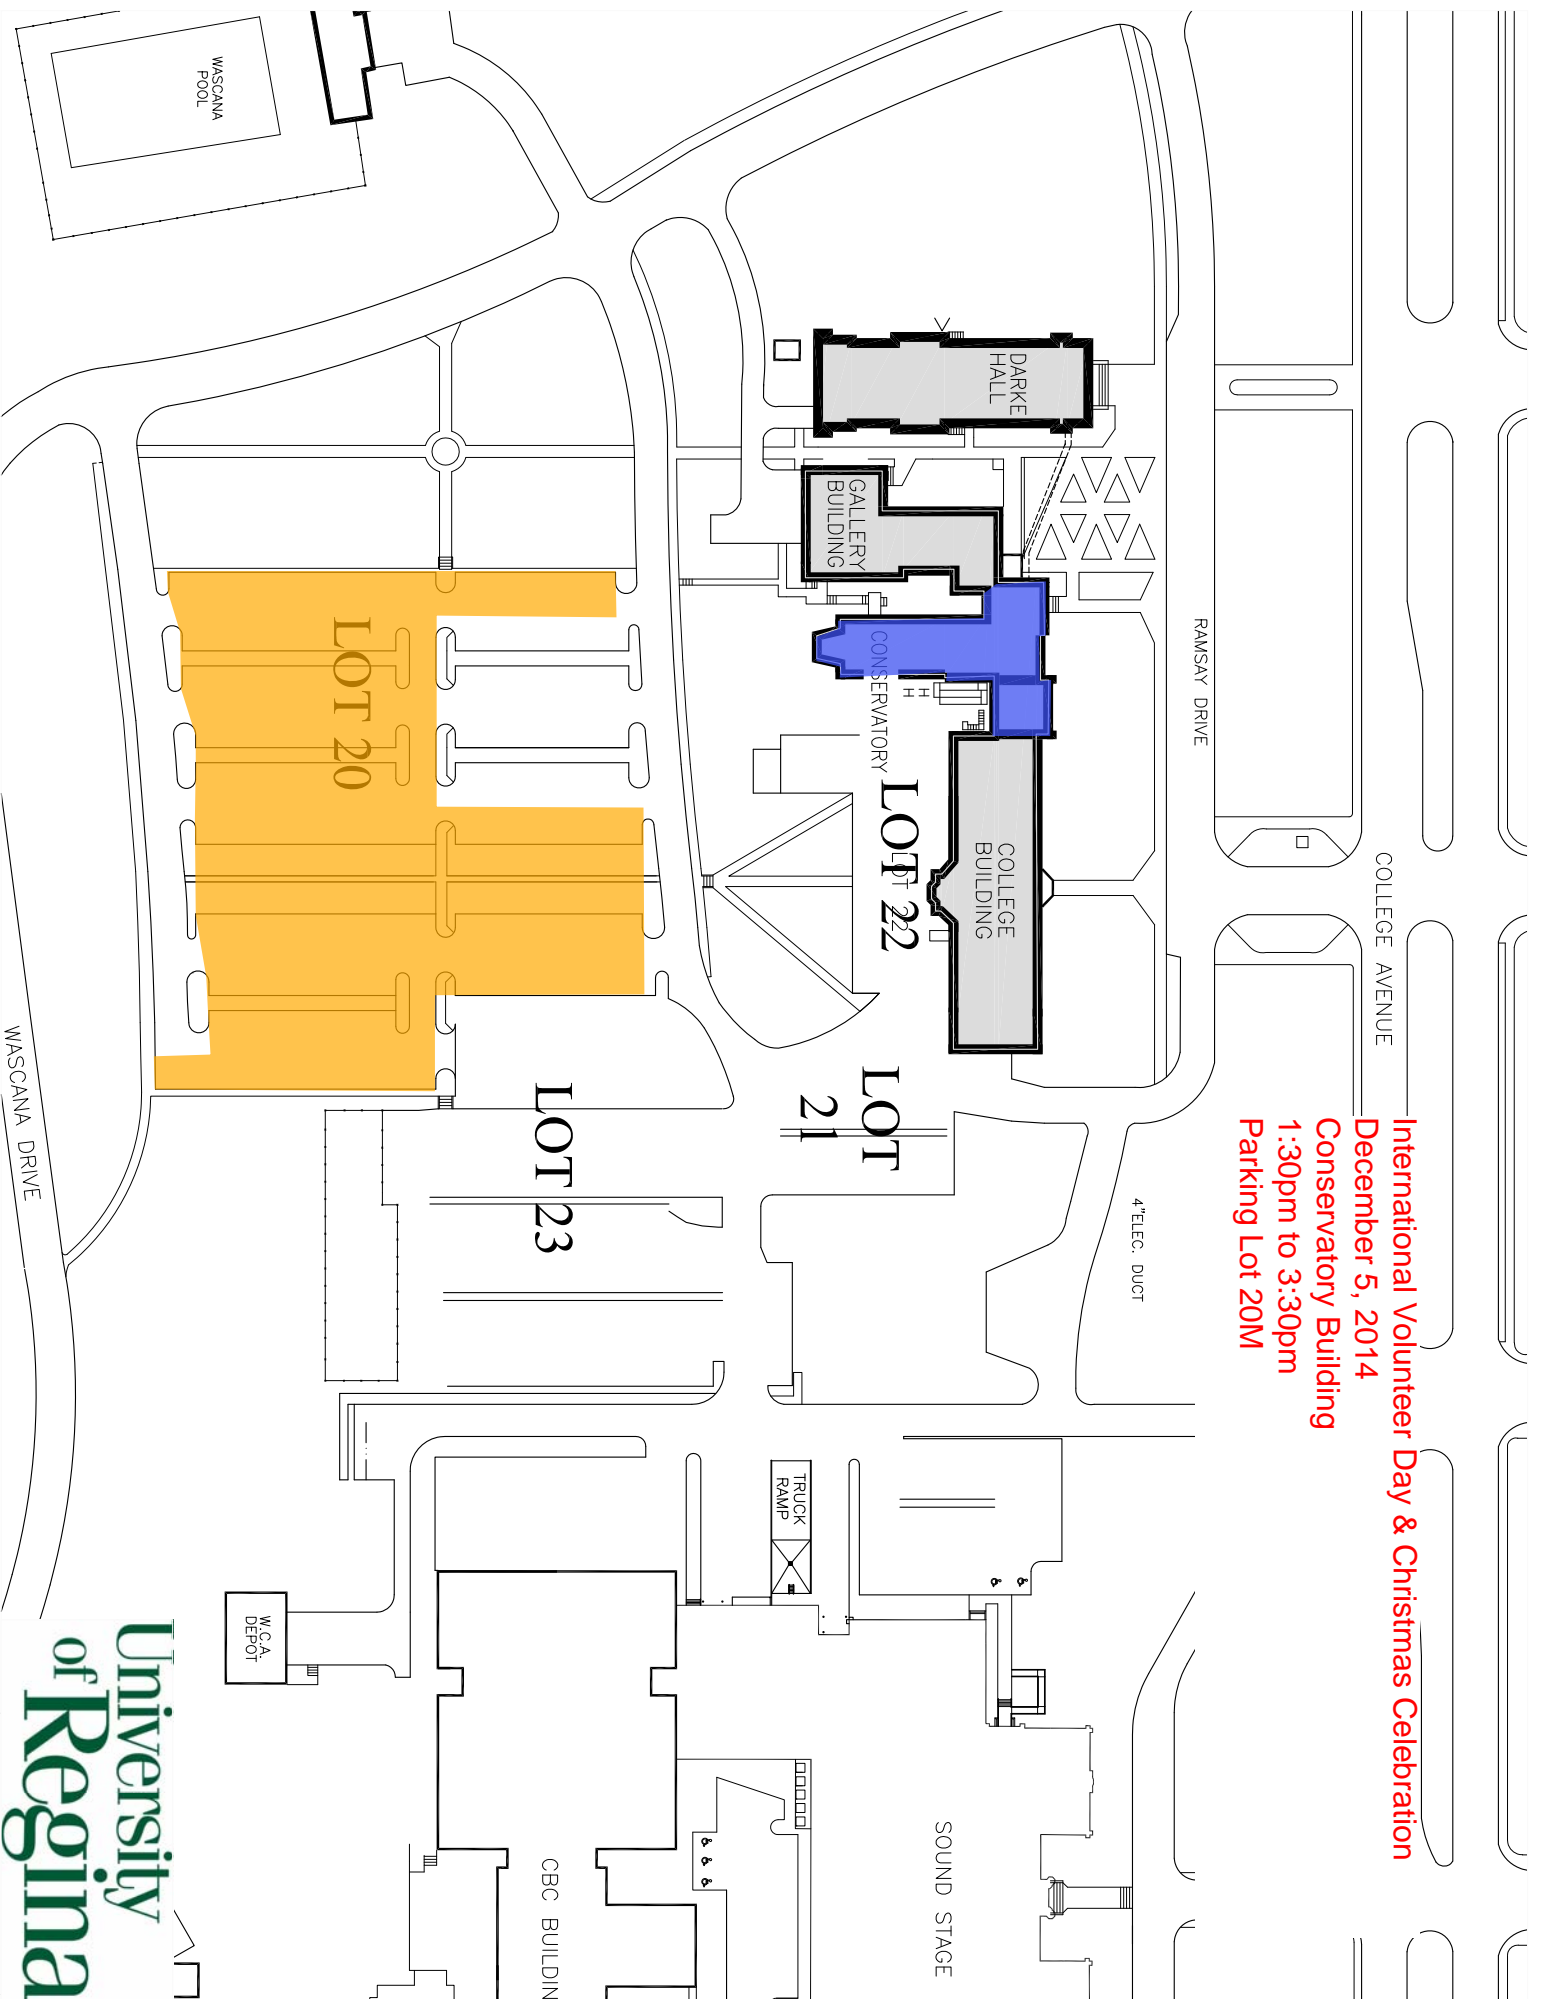 International Volunteer Day & Christmas Celebration
December 5, 2014
Conservatory Building
1:30pm to 3:30pm
Parking Lot 20M
COLLEGE AVENUE
RAMSAY DRIVE
4"ELEC. DUCT
WASCANA
POOL
DARKE
HALL
GALLERY
BUILDING
CONSERVATORY
H
H
COLLEGE
BUILDING
LOT 22
LOT 22
LOT
21
LOT 20
LOT 23
TRUCK
RAMP
SOUND STAGE
CBC BUILDIN
W.C.A.
DEPOT
WASCANA DRIVE
University
of Regina